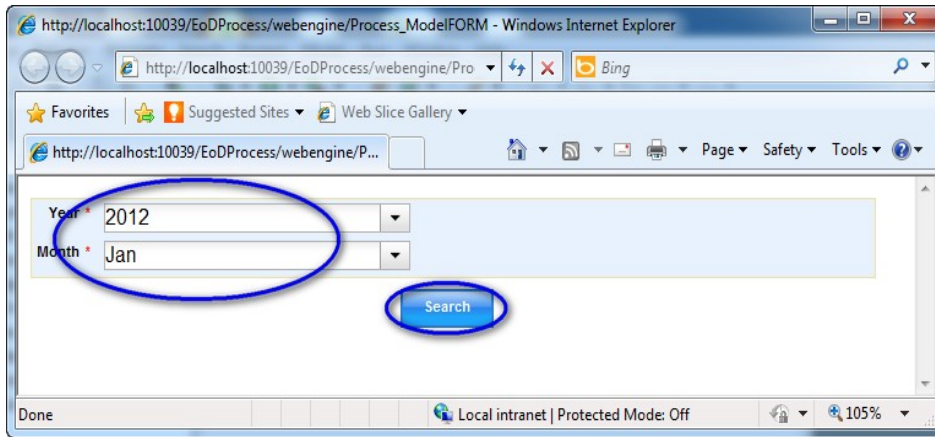 http://localhost:10039/EoDProcess/webengine/Process_ModelFORM - Windows Internet Explorer
http://localhost:10039/EoDProcess/webengine/Pro
Bing
Favorites Suggested Sites Web Slice Gallery
http://localhost:10039/EoDProcess/webengine/P... Page Safety Tools
Year * 2012
Month * Jan
Search
Done Local intranet | Protected Mode: Off 105%